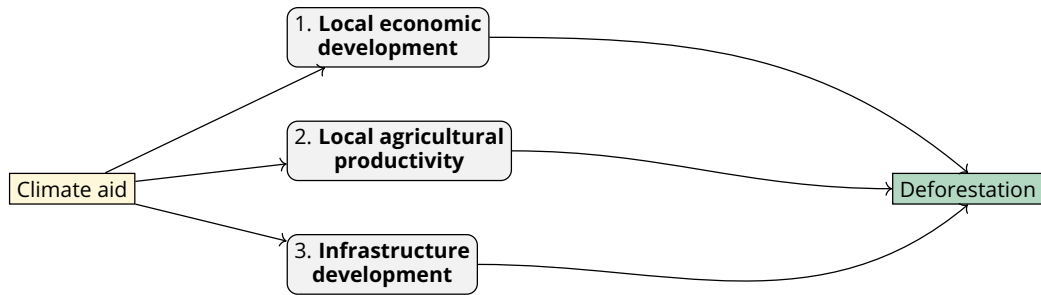 1. Local economic
development
2. Local agricultural
productivity
Climate aid
Deforestation
3. Infrastructure
development